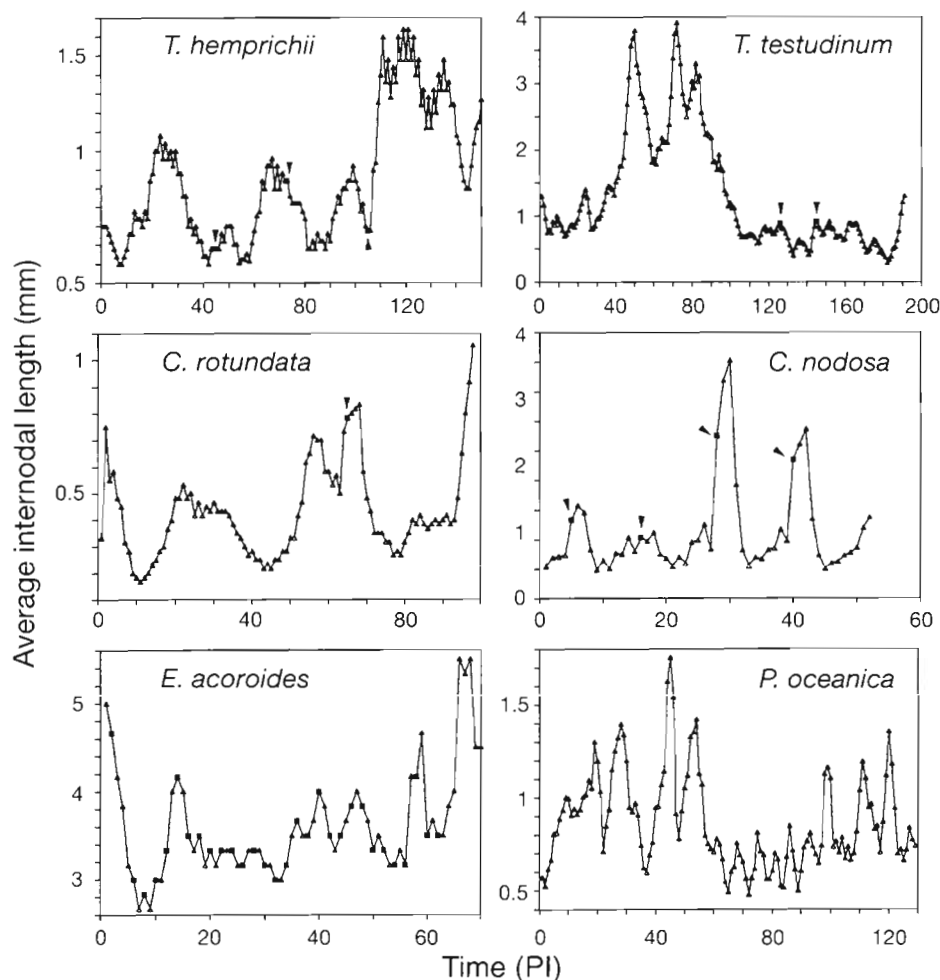 Average internodal length (mm)
T. hemprichii
1.5
1
0.5
0 40 80 120
T. testudinum
4
3
2
1
0
0 40 80 120 160 200
C. rotundata
1
0.5
0 40 80
C. nodosa
4
3
2
1
0
0 20 40 60
E. acoroides
5
4
3
0 20 40 60
P. oceanica
1.5
1
0.5
0 40 80 120
Time (PI)